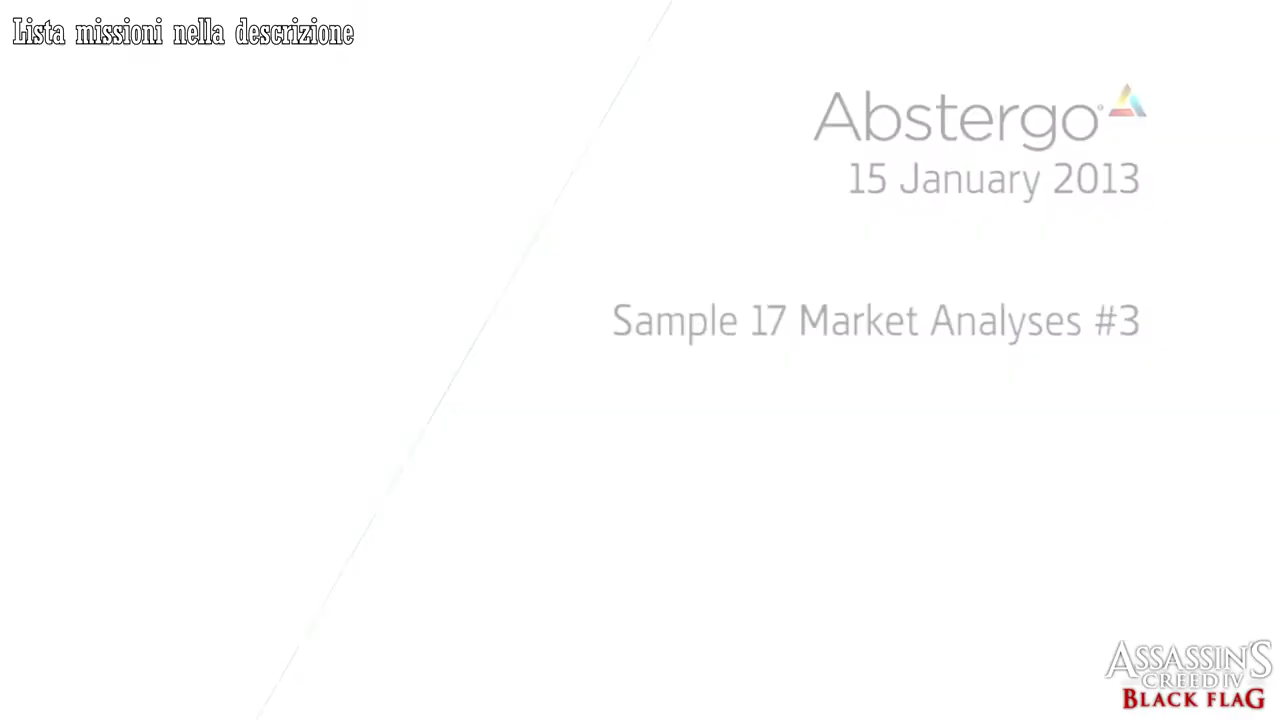 Lista missioni nella descrizione
Abstergo
15 January 2013
Sample 17 Market Analyses #3
ASSASSIN'S
CREED IV
BLACK FLAG